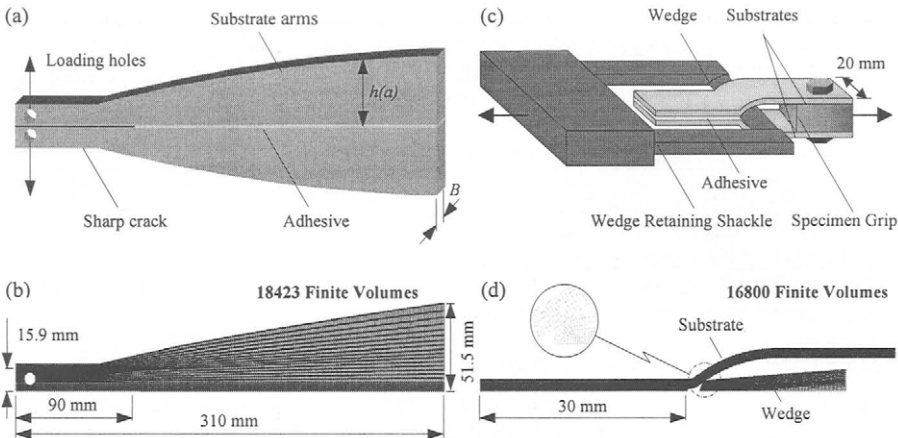 (a)
Substrate arms
Loading holes
h(a)
B
Sharp crack
Adhesive
(c)
Wedge
Substrates
20 mm
Adhesive
Wedge Retaining Shackle
Specimen Grip
(b)
18423 Finite Volumes
15.9 mm
51.5 mm
90 mm
310 mm
(d)
16800 Finite Volumes
Substrate
30 mm
Wedge